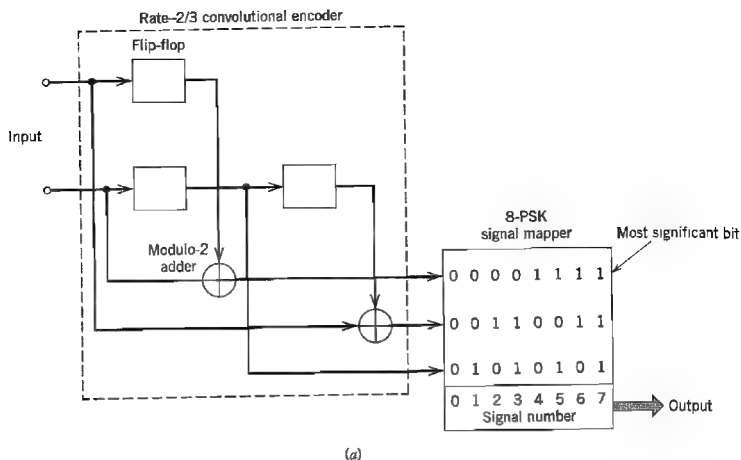 Rate–2/3 convolutional encoder
Flip-flop
Input
8-PSK
signal mapper
Most significant bit
Modulo-2
adder
0 0 0 0 1 1 1 1
0 0 1 1 0 0 1 1
0 1 0 1 0 1 0 1
0 1 2 3 4 5 6 7
Output
Signal number
(a)